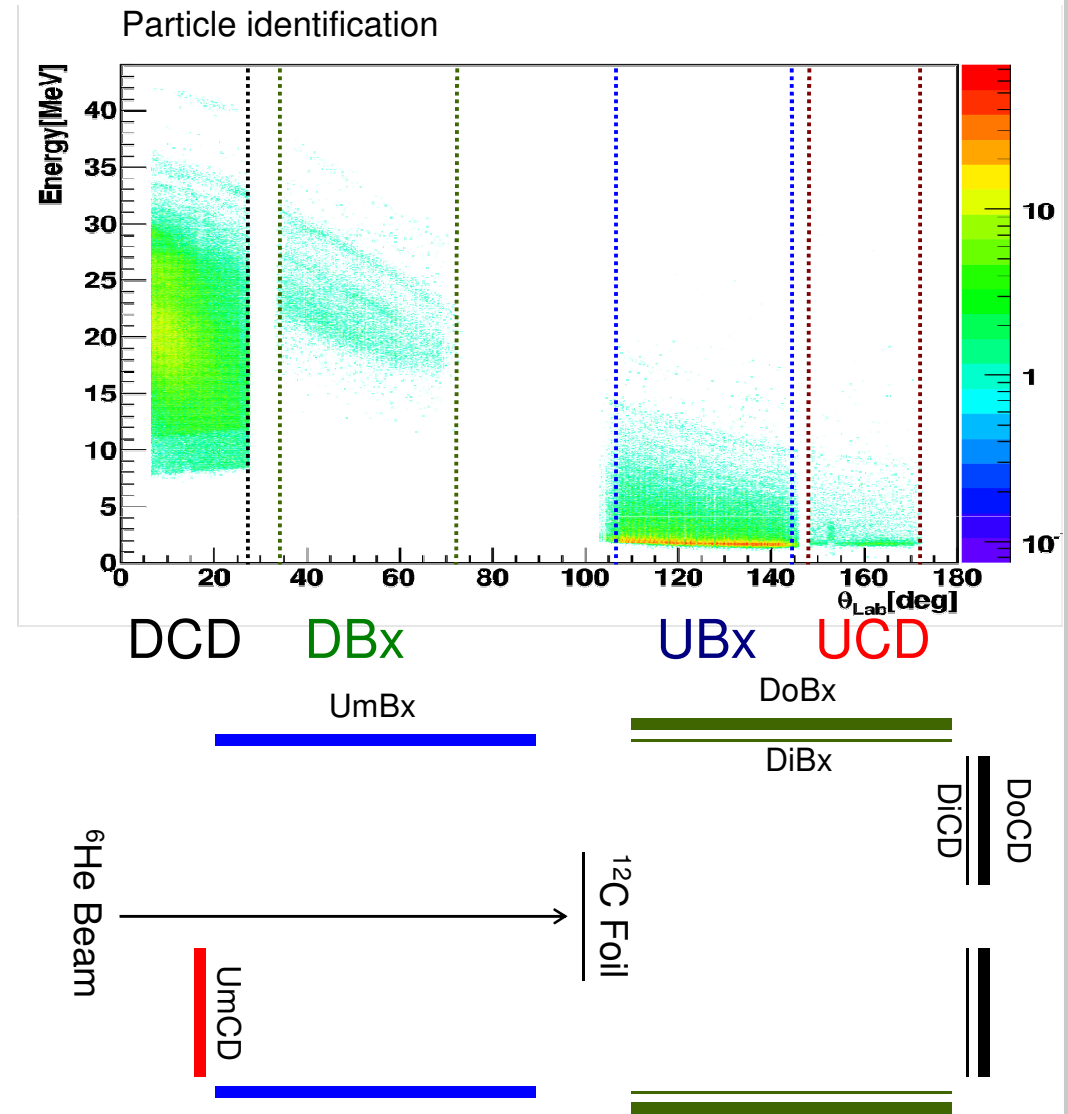 Particle identification
Energy[MeV]
40
35
30
25
20
15
10
5
0
0 20 40 60 80 100 120 140 160 180
θLab[deg]
10
1
10-
DCD DBx UBx UCD
UmBx DoBx
DiBx
DiCD DoCD
6He Beam
12C Foil
UmCD